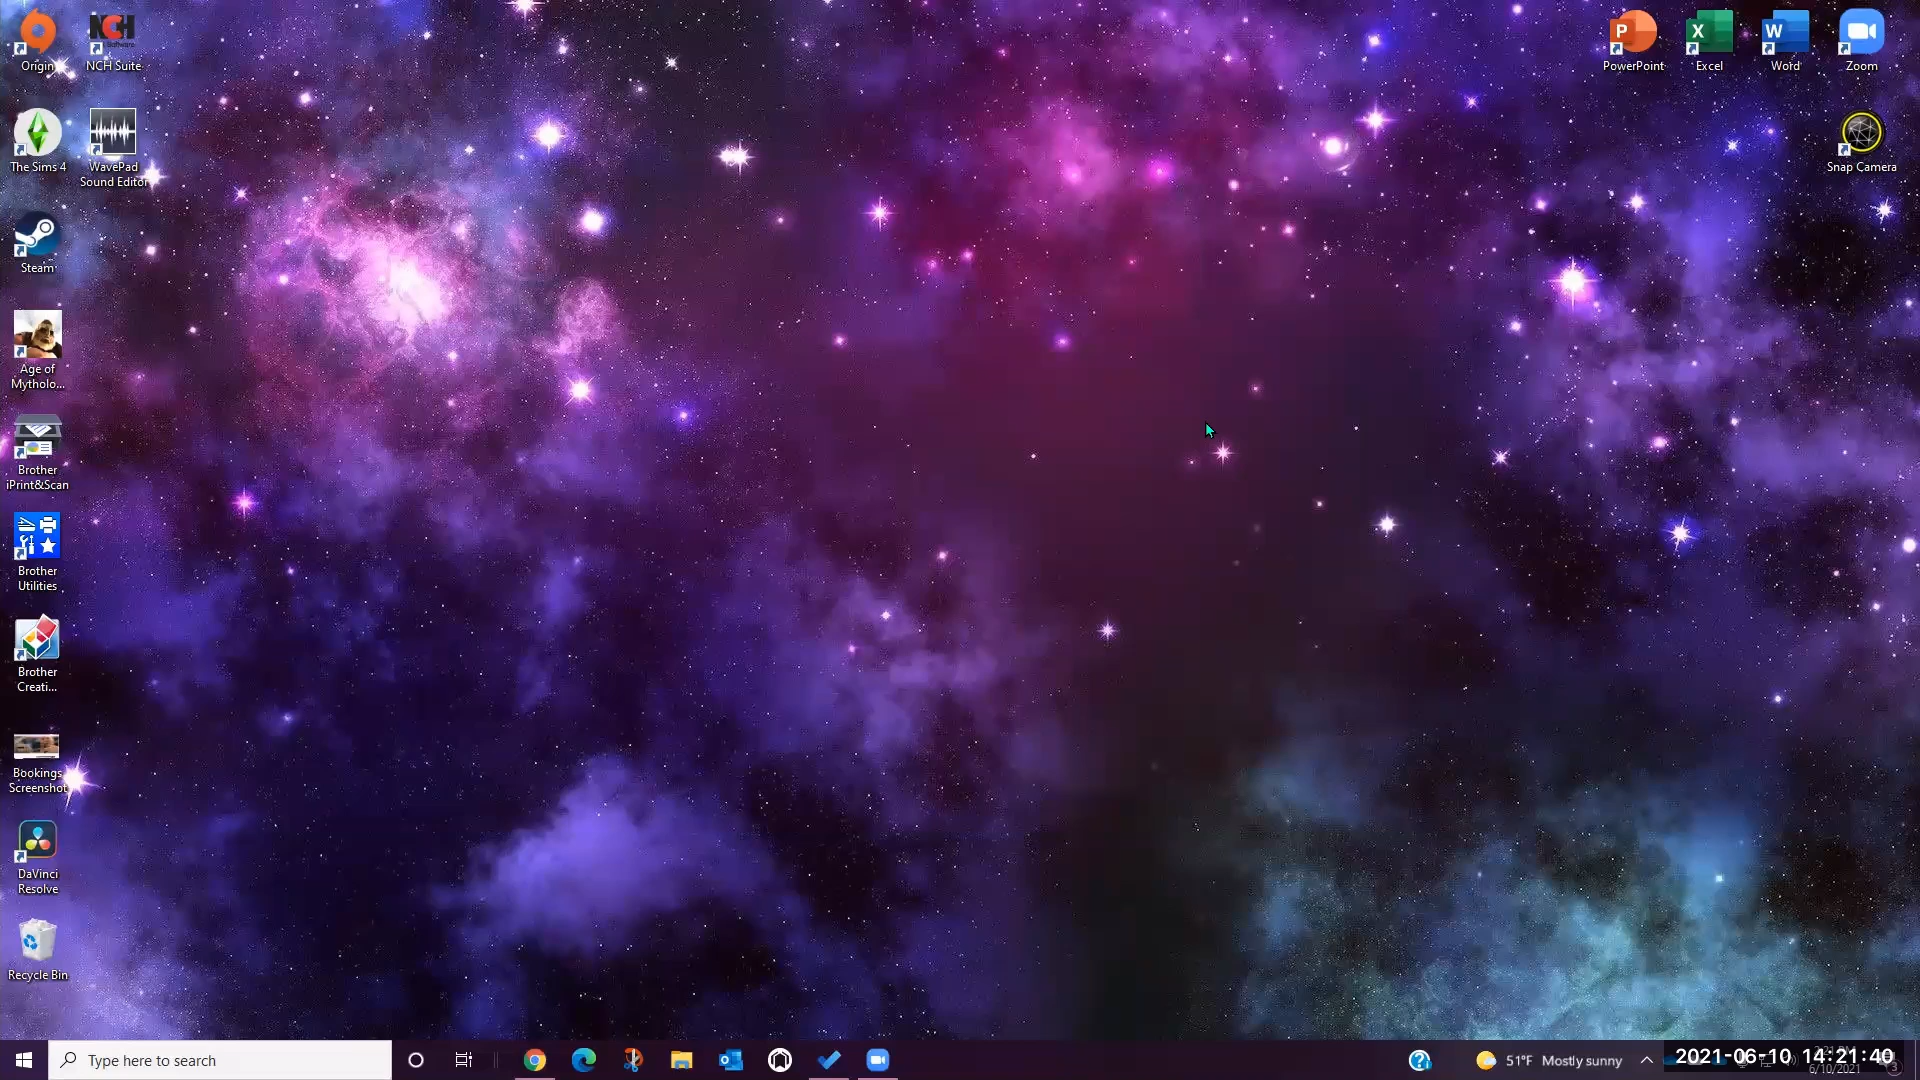 Origin
NCH Suite
PowerPoint
Excel
Word
Zoom
The Sims 4
WavePad
Sound Editor
Snap Camera
Steam
Age of
Mytholo...
Brother
iPrint&Scan
Brother
Utilities
Brother
Creati...
Bookings
Screenshot
DaVinci
Resolve
Recycle Bin
Type here to search
51°F Mostly sunny
2021-06-10 14:21:40
6/10/2021